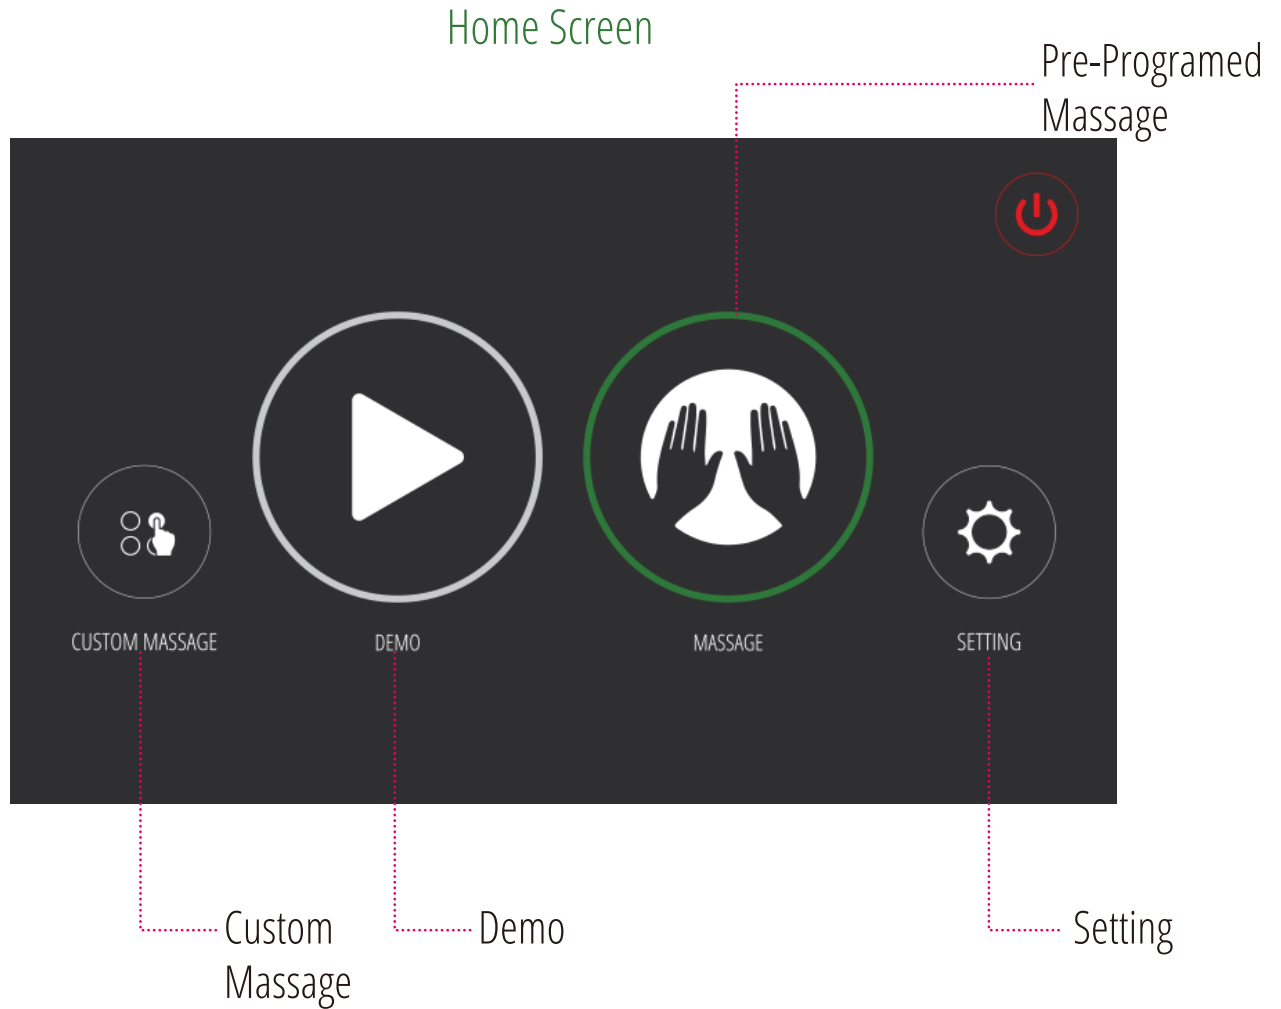 Home Screen
Pre-Programed
Massage
CUSTOM MASSAGE
DEMO
MASSAGE
SETTING
Custom
Massage
Demo
Setting